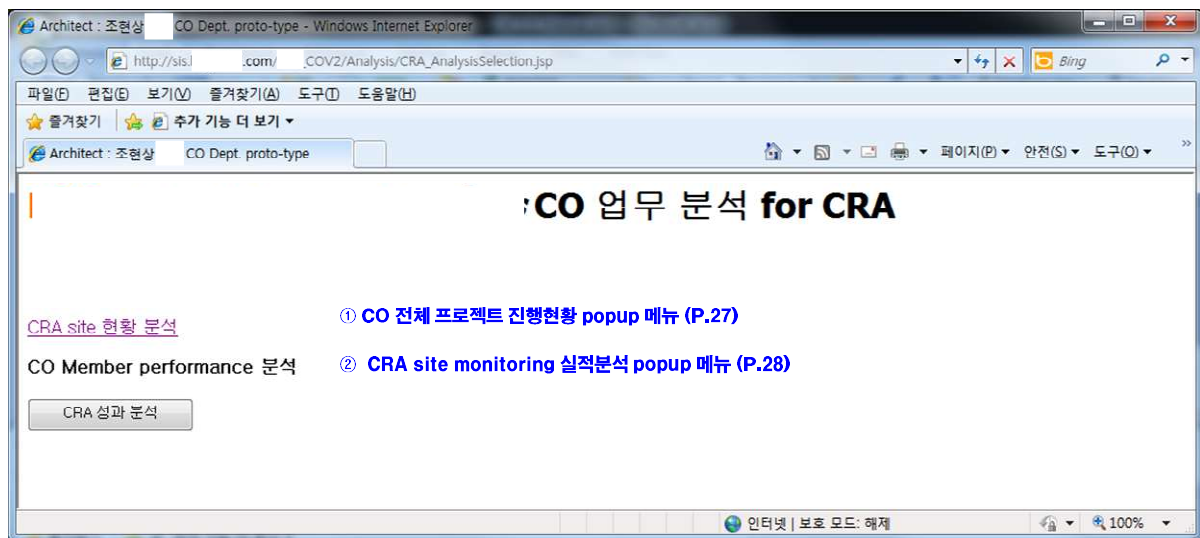 Architect : 조현상 CO Dept. proto-type - Windows Internet Explorer
http://sis.l .com/ _COV2/Analysis/CRA_AnalysisSelection.jsp
Bing
파일(F) 편집(E) 보기(V) 즐겨찾기(A) 도구(T) 도움말(H)
즐겨찾기 추가 기능 더 보기
Architect : 조현상 CO Dept. proto-type
페이지(P) 안전(S) 도구(O)
CO 업무 분석 for CRA
CRA site 현황 분석
① CO 전체 프로젝트 진행현황 popup 메뉴 (P.27)
CO Member performance 분석
② CRA site monitoring 실적분석 popup 메뉴 (P.28)
CRA 성과 분석
인터넷 | 보호 모드: 해제
100%